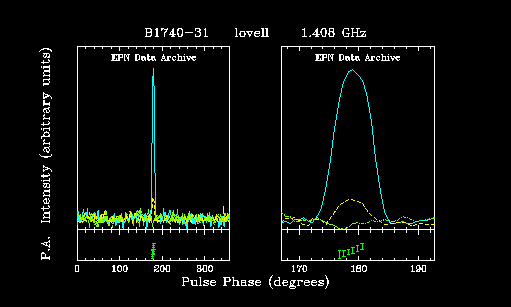 B1740-31 lovell 1.408 GHz
EPN Data Archive EPN Data Archive
P.A. Intensity (arbitrary units)
0 100 200 300 170 180 190
Pulse Phase (degrees)